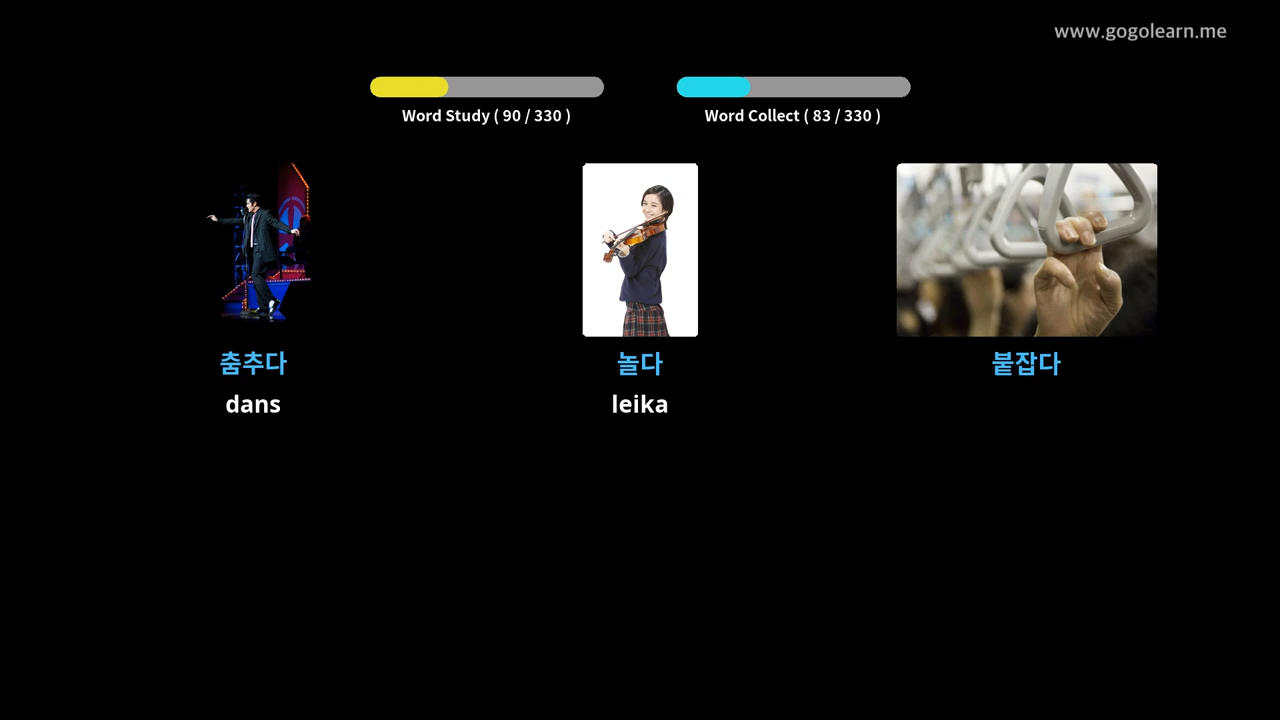 www.gogolearn.me
Word Study ( 90 / 330 )
Word Collect ( 83 / 330 )
춤추다
놀다
붙잡다
dans
leika